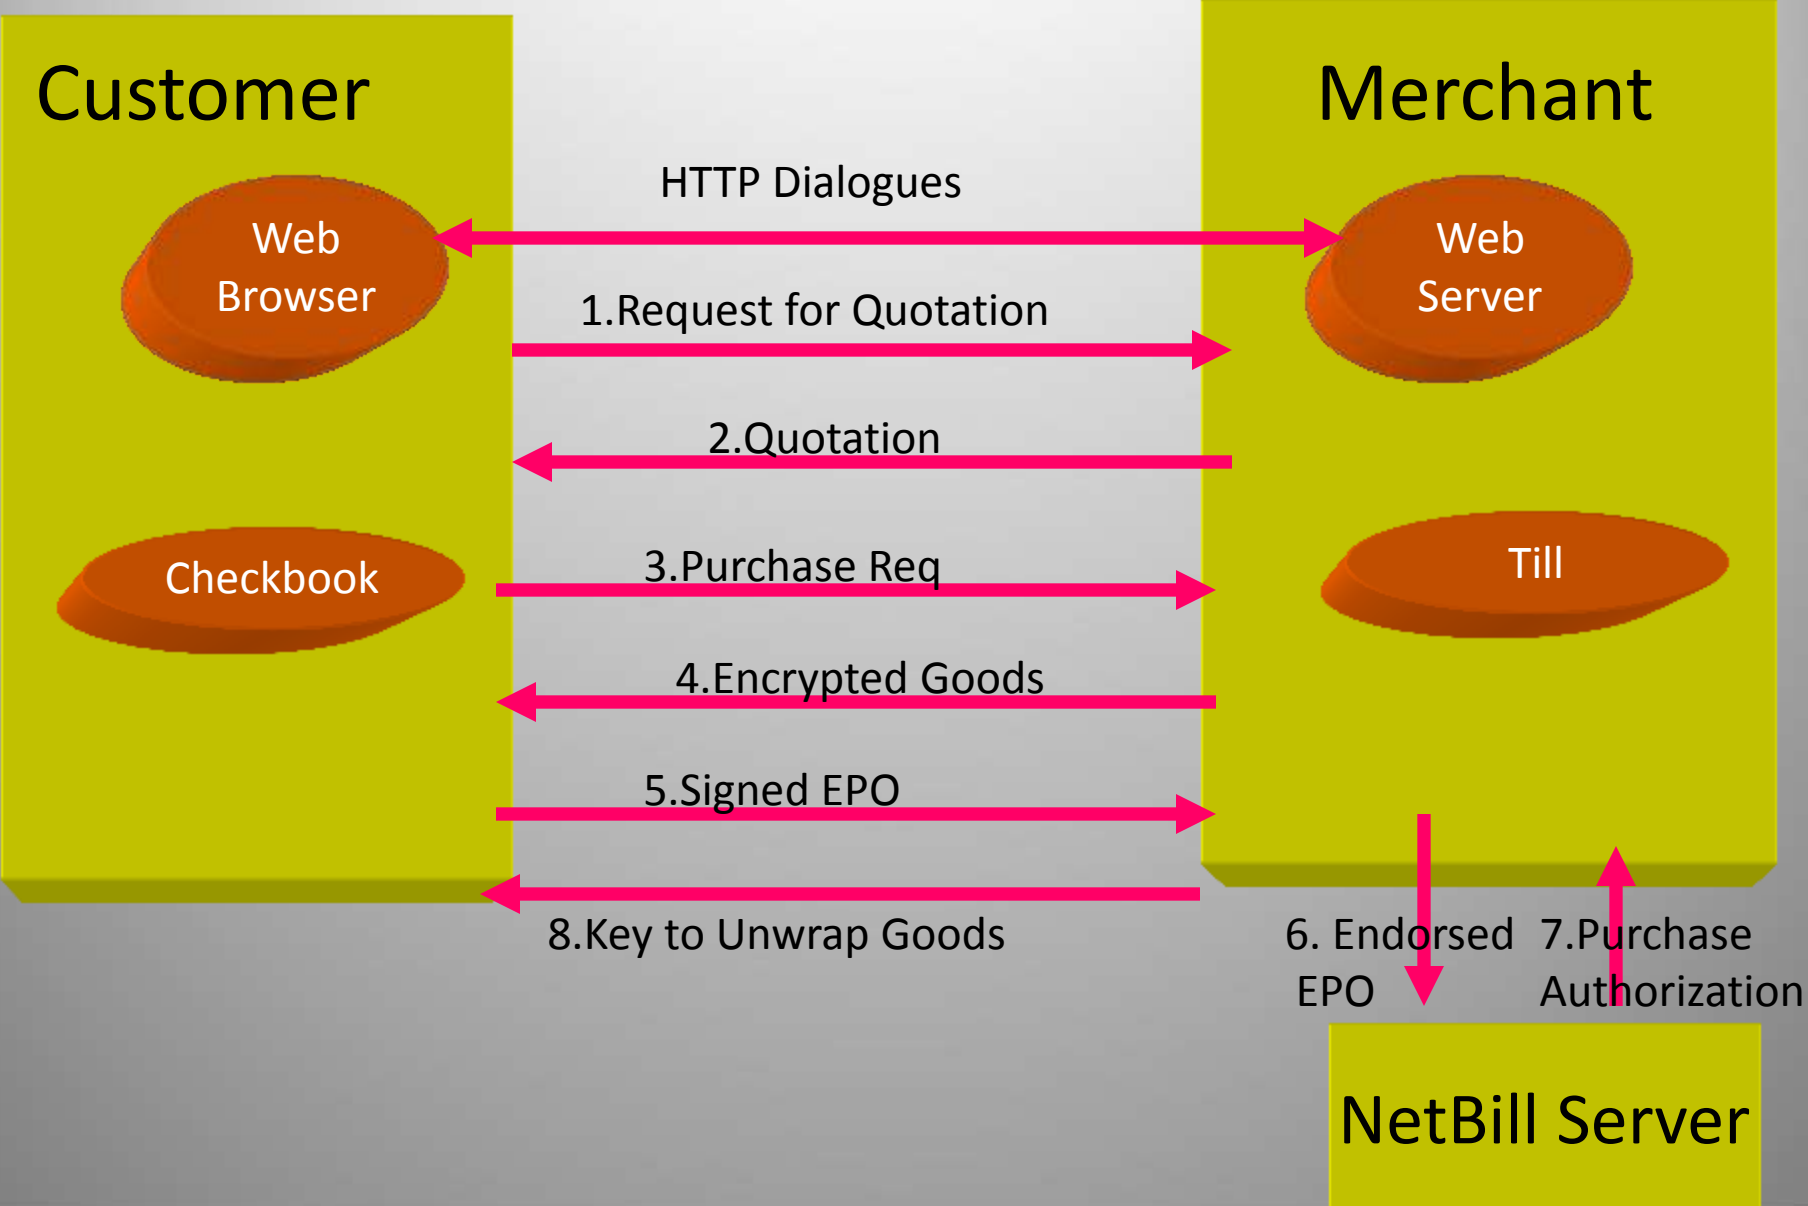 Customer
Merchant
HTTP Dialogues
Web
Browser
Web
Server
1.Request for Quotation
2.Quotation
Checkbook
3.Purchase Req
Till
4.Encrypted Goods
5.Signed EPO
8.Key to Unwrap Goods
6. Endorsed
EPO
7.Purchase
Authorization
NetBill Server